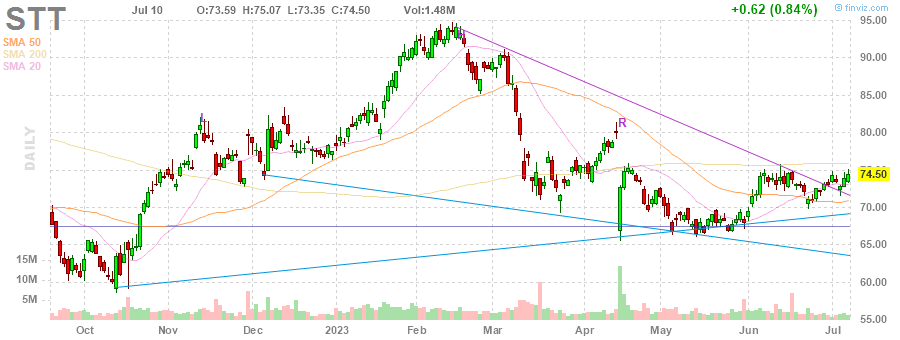 STT Jul 10 O:73.59 H:75.07 L:73.35 C:74.50 Vol:1.48M +0.62 (0.84%) © finviz.com
SMA 50
SMA 200
SMA 20
DAILY
L
R
95.00
90.00
85.00
80.00
74.50
70.00
65.00
60.00
55.00
15M
10M
5M
Oct Nov Dec 2023 Feb Mar Apr May Jun Jul